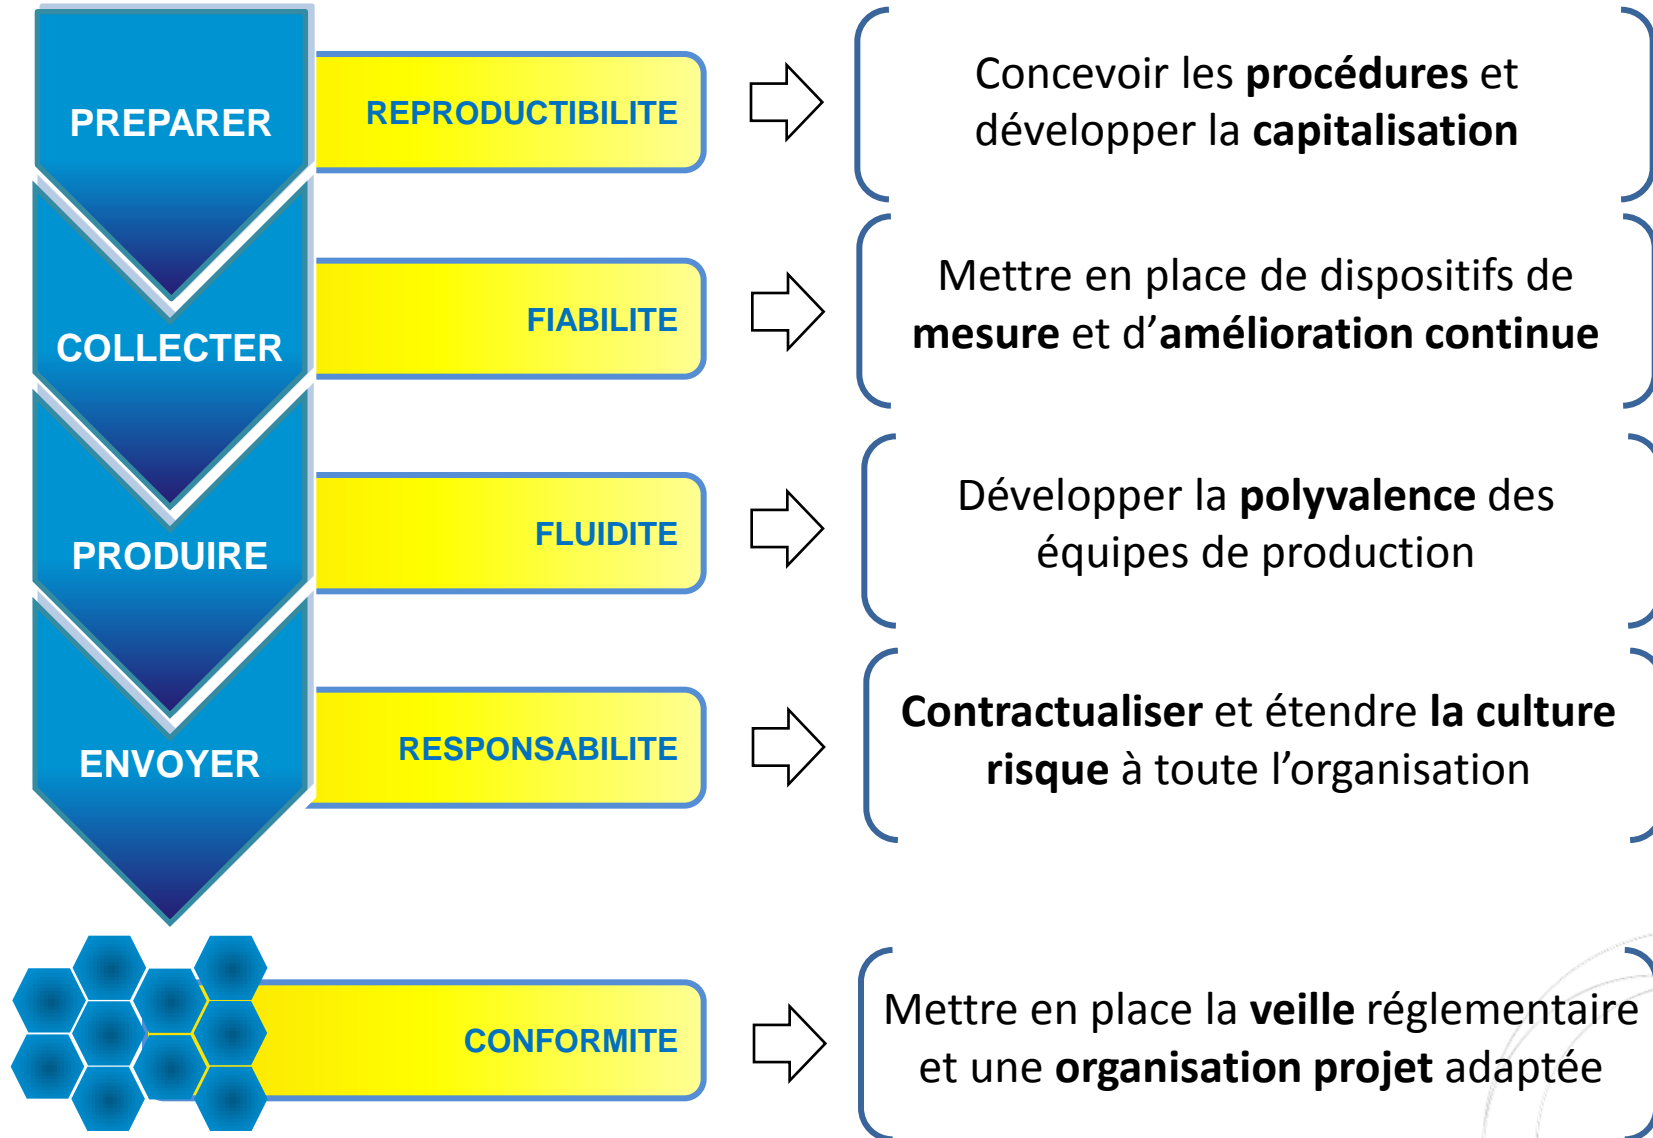 PREPARER
REPRODUCTIBILITE
Concevoir les procédures et
développer la capitalisation
COLLECTER
FIABILITE
Mettre en place de dispositifs de
mesure et d’amélioration continue
PRODUIRE
FLUIDITE
Développer la polyvalence des
équipes de production
ENVOYER
RESPONSABILITE
Contractualiser et étendre la culture
risque à toute l’organisation
CONFORMITE
Mettre en place la veille réglementaire
et une organisation projet adaptée